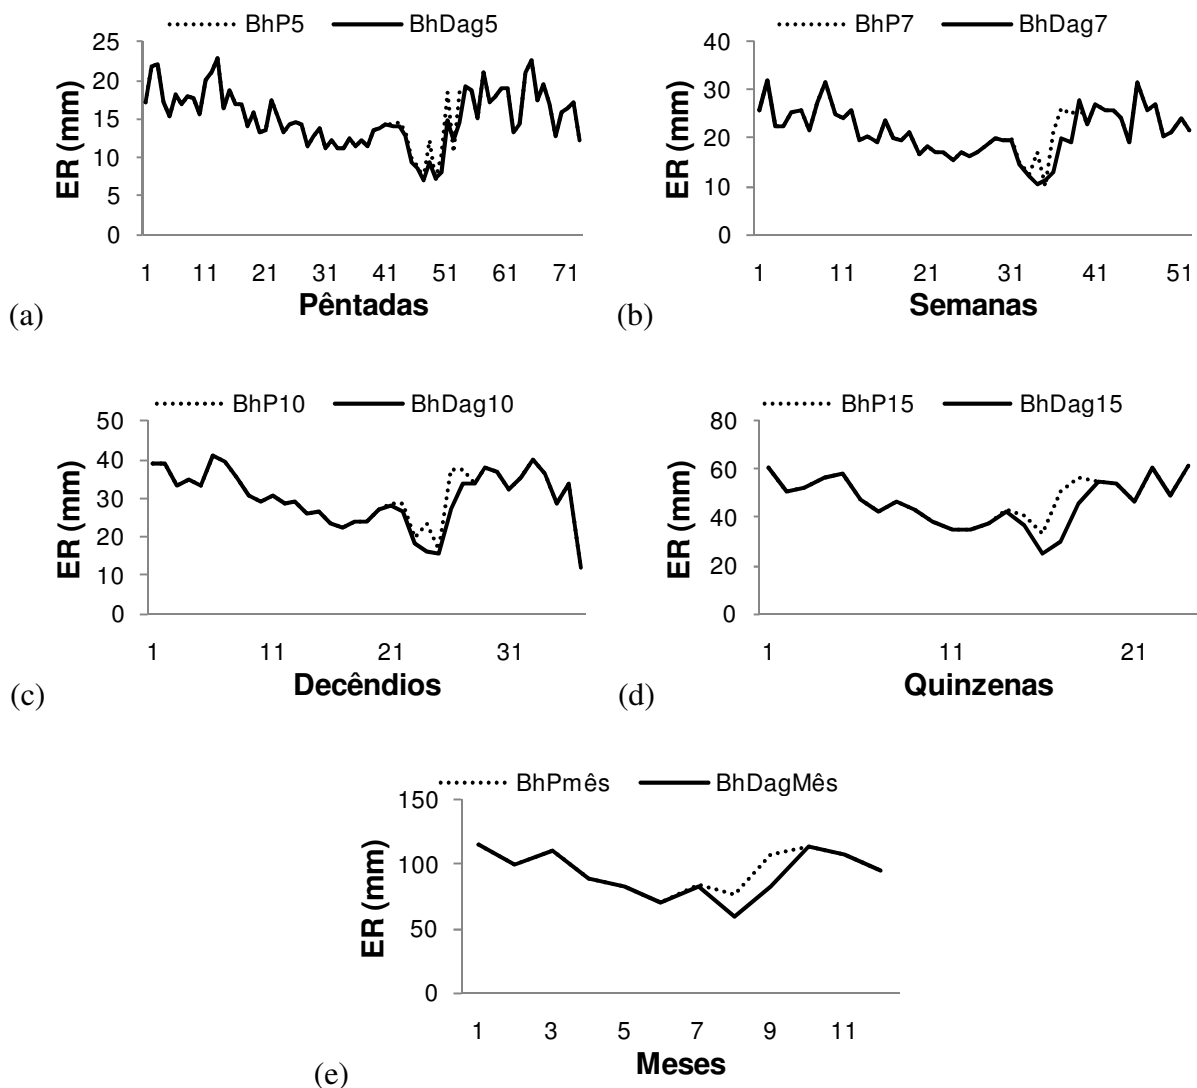 BhP5 BhDag5
25
20
15
10
5
0
ER (mm)
1 11 21 31 41 51 61 71
Pêntadas
(a)
BhP7 BhDag7
40
30
20
10
0
ER (mm)
1 11 21 31 41 51
Semanas
(b)
BhP10 BhDag10
50
40
30
20
10
0
ER (mm)
1 11 21 31
Decêndios
(c)
BhP15 BhDag15
80
60
40
20
0
ER (mm)
1 11 21
Quinzenas
(d)
BhPmês BhDagMês
150
100
50
0
ER (mm)
1 3 5 7 9 11
Meses
(e)